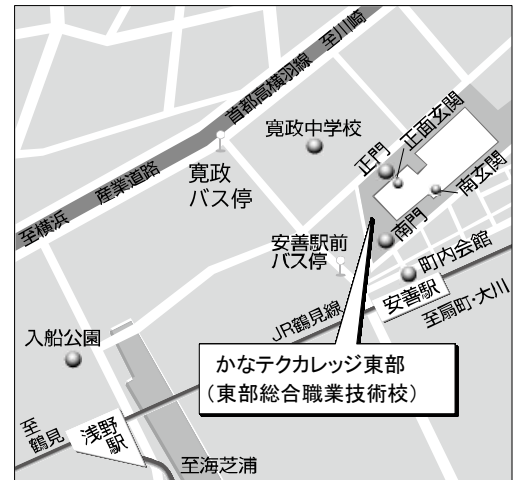 至川崎
首都高横羽線
寛政中学校
正門
正面玄関
南玄関
寛政
バス停
産業道路
至横浜
南門
安善駅前
バス停
町内会館
安善駅
至扇町・大川
JR鶴見線
入船公園
かなテクカレッジ東部
（東部総合職業技術校）
至
鶴見
浅野
駅
至海芝浦